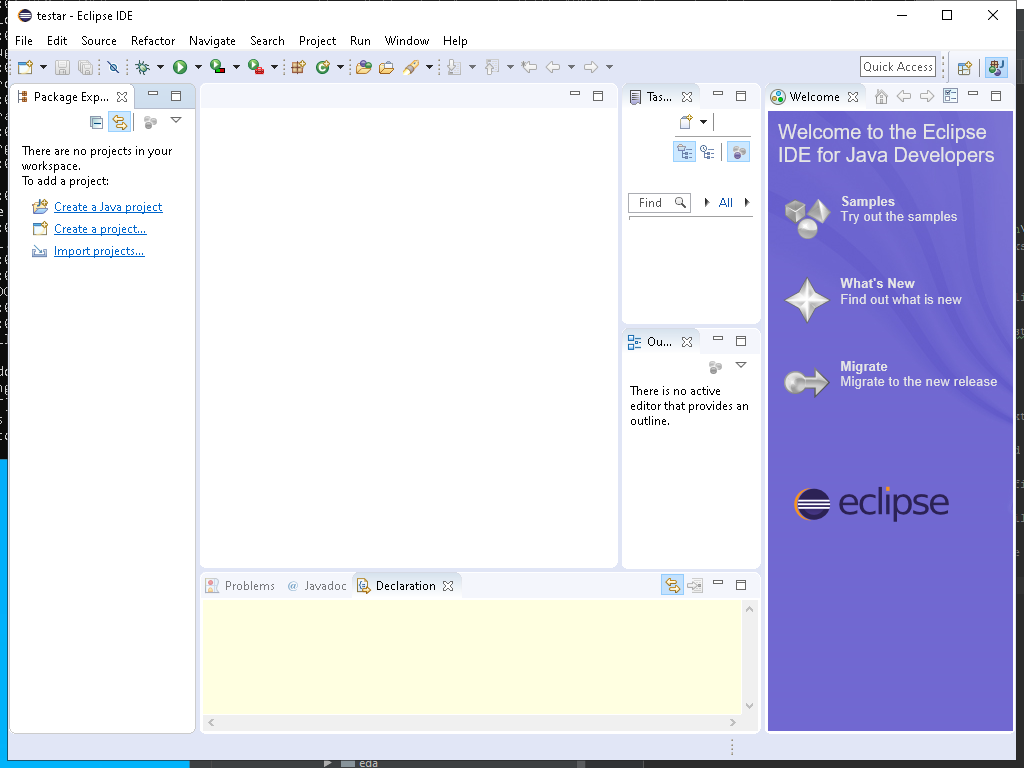 testar - Eclipse IDE
File Edit Source Refactor Navigate Search Project Run Window Help
Quick Access
Package Exp...
There are no projects in your
workspace.
To add a project:
Create a Java project
Create a project...
Import projects...
Tas...
Find
All
Ou...
There is no active
editor that provides an
outline.
Problems
@ Javadoc
Declaration
Welcome
Welcome to the Eclipse
IDE for Java Developers
Samples
Try out the samples
What's New
Find out what is new
Migrate
Migrate to the new release
eclipse
eda